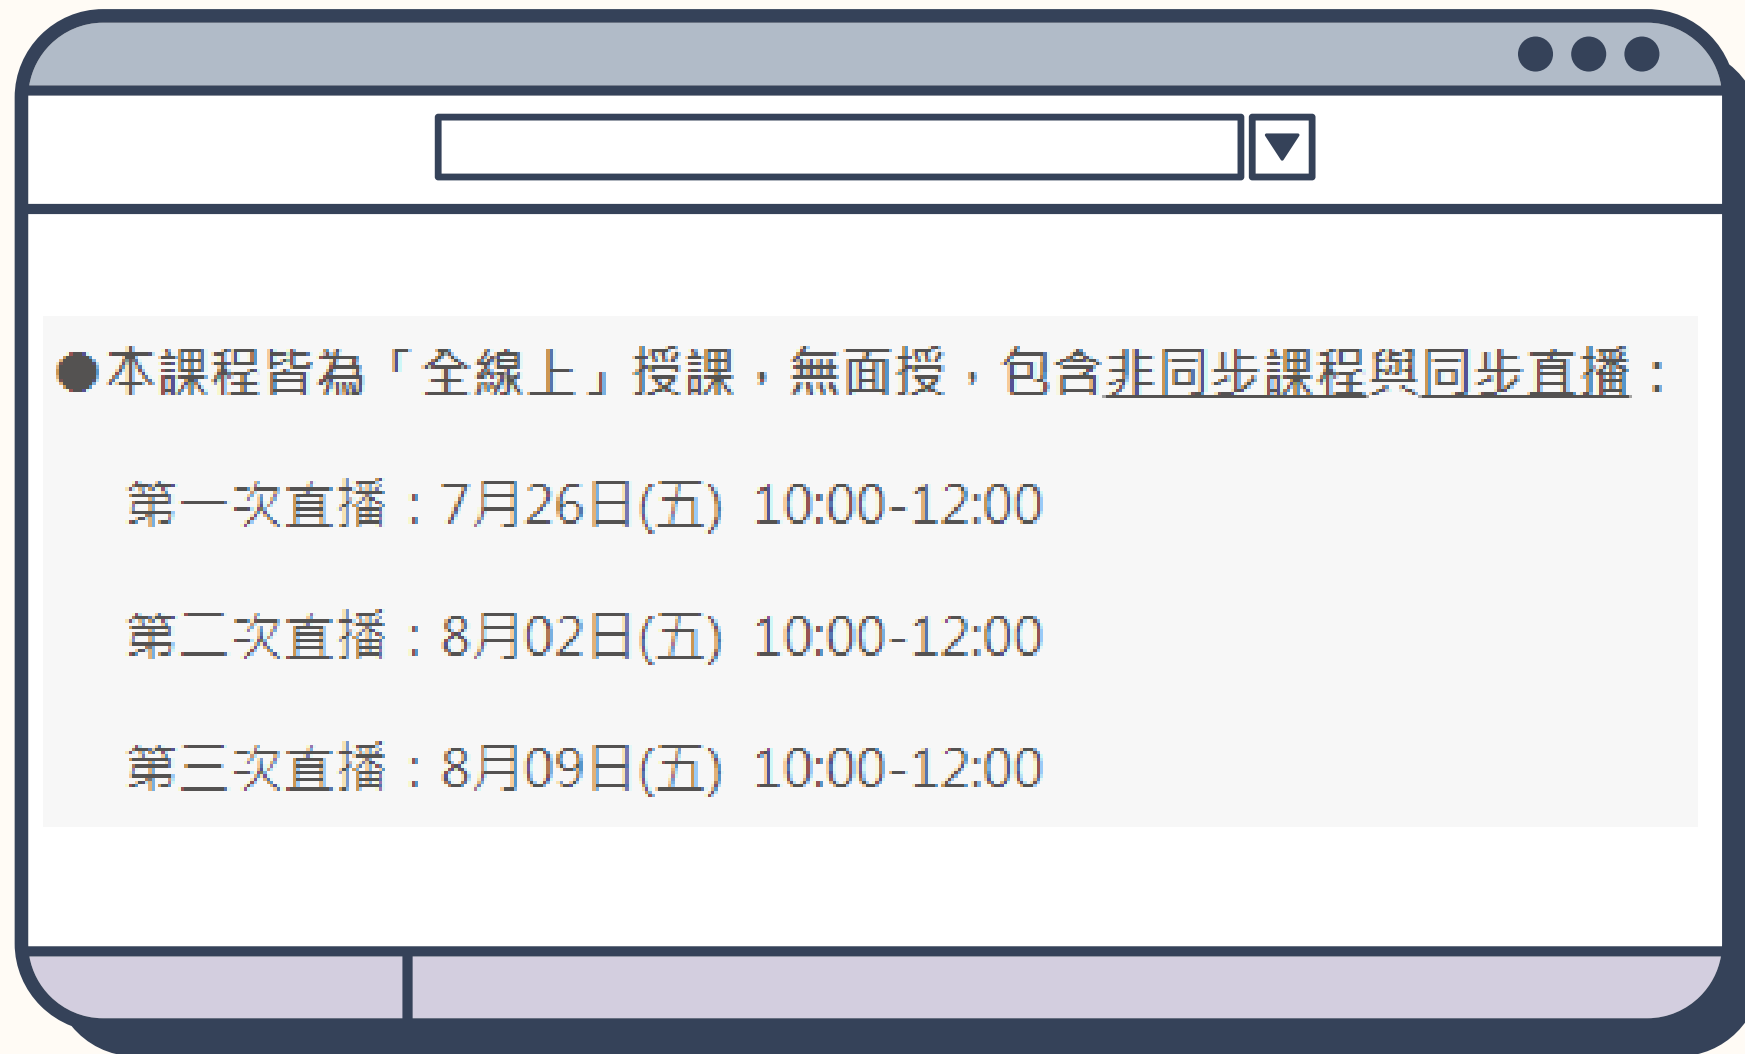 ●本課程皆為「全線上」授課，無面授，包含非同步課程與同步直播：
第一次直播：7月26日(五) 10:00-12:00
第二次直播：8月02日(五) 10:00-12:00
第三次直播：8月09日(五) 10:00-12:00